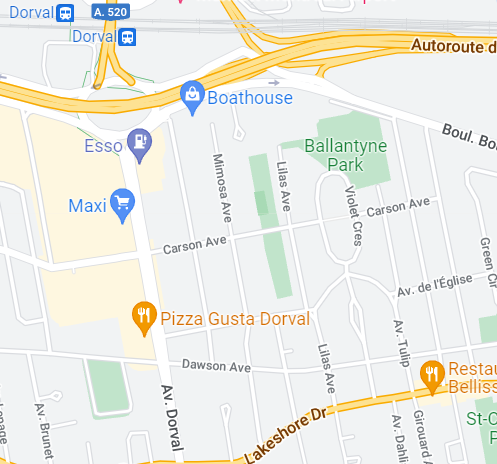 Dorval
A. 520
Dorval
Autoroute d
Boathouse
Boul. Bo
Esso
Ballantyne
Park
Mimosa Ave
Lilas Ave
Violet Cres
Maxi
Carson Ave
Carson Ave
Green Cir
Av. de l'Église
Pizza Gusta Dorval
Av. Tulip
Lilas Ave
Dawson Ave
Restau
Belliss
Av. Dorval
Av. Brunet
Lakeshore Dr
Av. Dahli
Girouard A
St-C
P